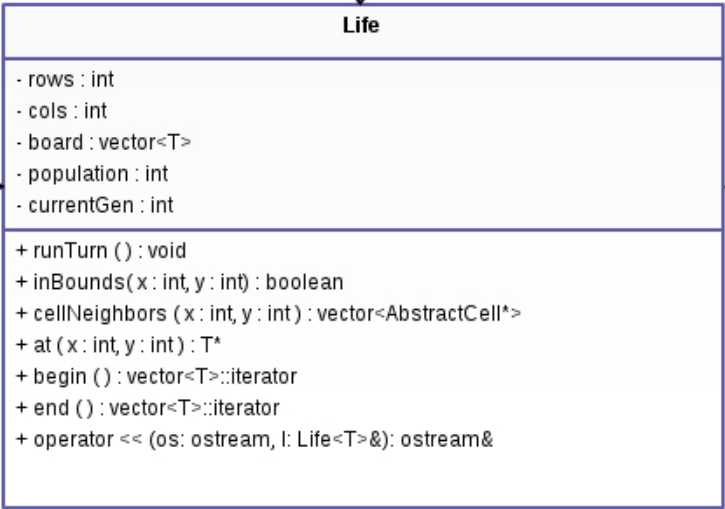 Life
- rows : int
- cols : int
- board : vector<T>
- population : int
- currentGen : int
+ runTurn () : void
+ inBounds( x : int, y : int) : boolean
+ cellNeighbors ( x : int, y : int ) : vector<AbstractCell*>
+ at ( x : int, y : int ) : T*
+ begin () : vector<T>::iterator
+ end () : vector<T>::iterator
+ operator << (os: ostream, l: Life<T>&): ostream&